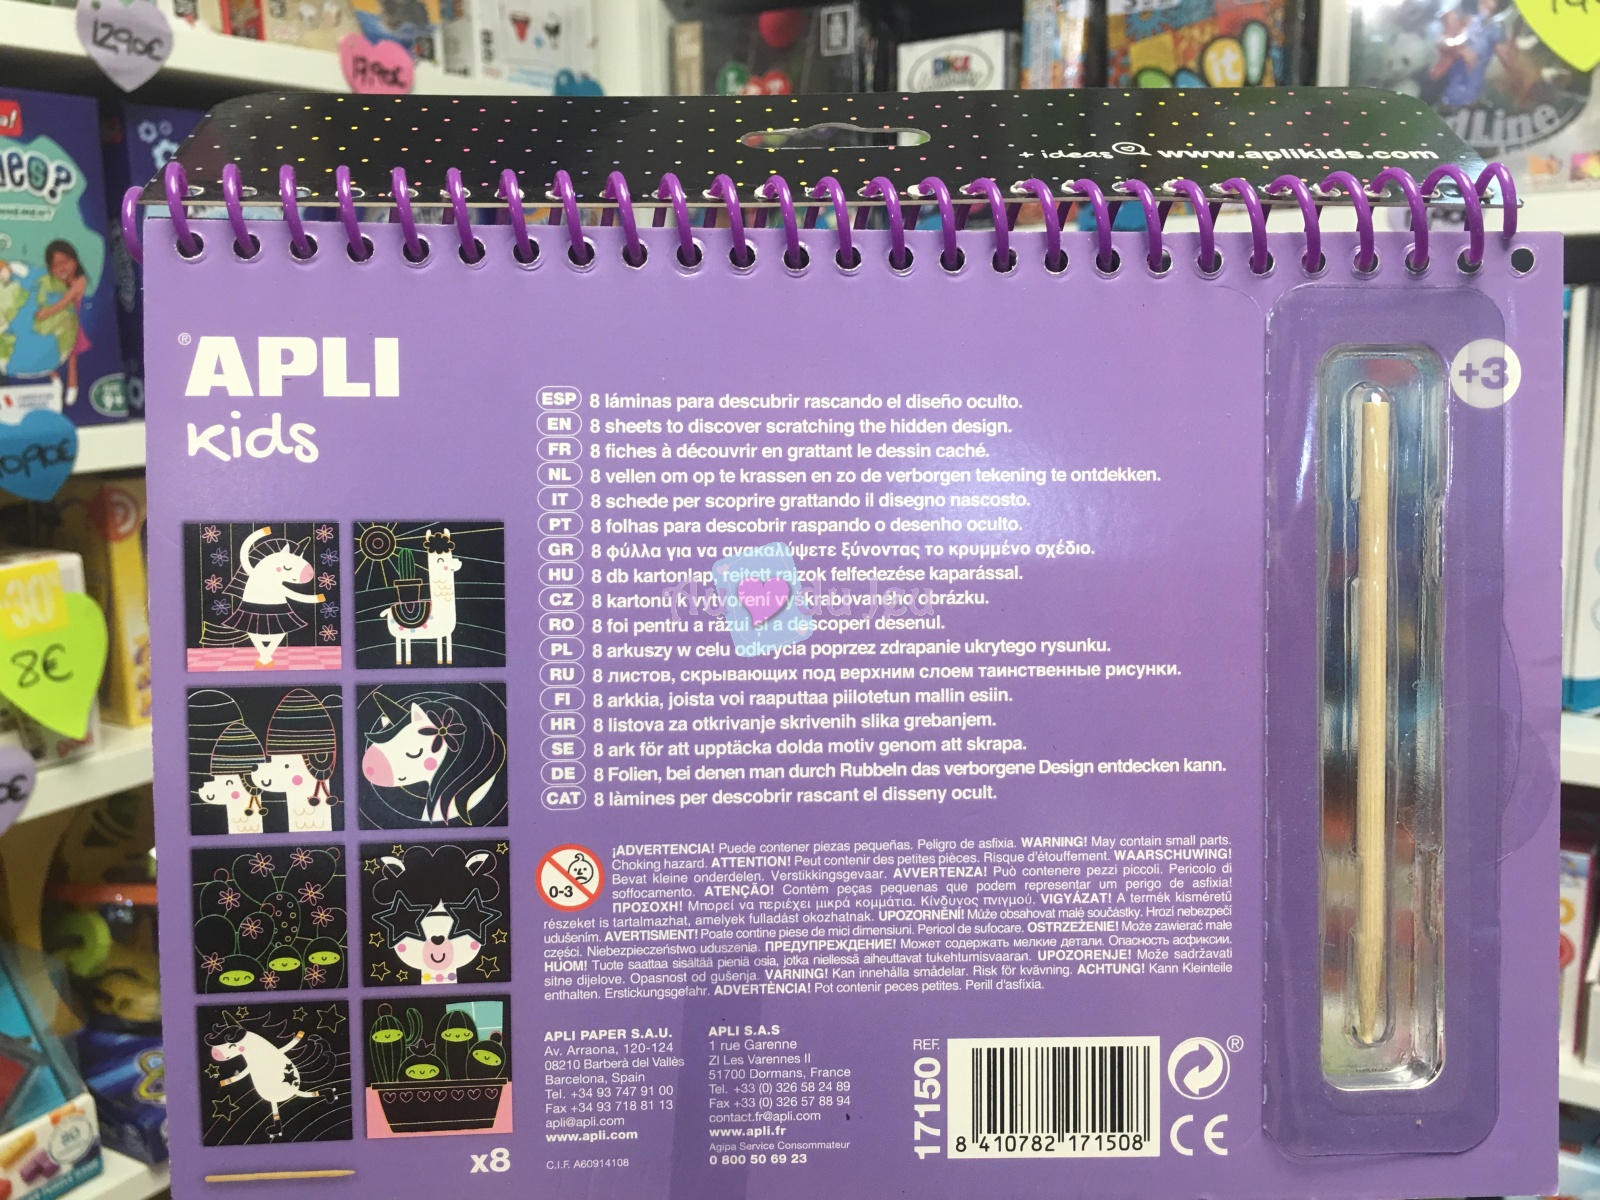 1290€
17,90€
it!
dLine
+ ideas www.aplikids.com
nes?
® APLI
kids
+3
ESP 8 láminas para descubrir rascando el diseño oculto.
EN 8 sheets to discover scratching the hidden design.
FR 8 fiches à découvrir en grattant le dessin caché.
NL 8 vellen om op te krassen en zo de verborgen tekening te ontdekken.
IT 8 schede per scoprire grattando il disegno nascosto.
PT 8 folhas para descobrir raspando o desenho oculto.
GR 8 φύλλα για να ανακαλύψετε ξύνοντας το κρυμμένο σχέδιο.
HU 8 db kartonlap, rejtett rajzok felfedezése kaparással.
CZ 8 kartonů k vytvoření vyškrabovaného obrázku.
RO 8 foi pentru a răzui și a descoperi desenul.
PL 8 arkuszy w celu odkrycia poprzez zdrapanie ukrytego rysunku.
RU 8 листов, скрывающих под верхним слоем таинственные рисунки.
FI 8 arkkia, joista voi raaputtaa piilotetun mallin esiin.
HR 8 listova za otkrivanje skrivenih slika grebanjem.
SE 8 ark för att upptäcka dolda motiv genom att skrapa.
DE 8 Folien, bei denen man durch Rubbeln das verborgene Design entdecken kann.
CAT 8 làmines per descobrir rascant el disseny ocult.
8€
0-3
¡ADVERTENCIA! Puede contener piezas pequeñas. Peligro de asfixia. WARNING! May contain small parts.
Choking hazard. ATTENTION! Peut contenir des petites pièces. Risque d'étouffement. WAARSCHUWING!
Bevat kleine onderdelen. Verstikkingsgevaar. AVVERTENZA! Può contenere pezzi piccoli. Pericolo di
soffocamento. ATENÇÃO! Contém peças pequenas que podem representar um perigo de asfixia!
ΠΡΟΣΟΧΗ! Μπορεί να περιέχει μικρά κομμάτια. Κίνδυνος πνιγμού. VIGYÁZAT! A termék kisméretű
részeket is tartalmazhat, amelyek fulladást okozhatnak. UPOZORNĚNÍ! Může obsahovat malé součástky. Hrozí nebezpečí
udušením. AVERTISMENT! Poate contine piese de mici dimensiuni. Pericol de sufocare. OSTRZEŻENIE! Może zawierać małe
części. Niebezpieczeństwo uduszenia. ПРЕДУПРЕЖДЕНИЕ! Может содержать мелкие детали. Опасность асфиксии.
HUOM! Tuote saattaa sisältää pieniä osia, jotka niellessä aiheuttavat tukehtumisvaaran. UPOZORENJE! Može sadržavati
sitne dijelove. Opasnost od gušenja. VARNING! Kan innehålla smådelar. Risk för kvävning. ACHTUNG! Kann Kleinteile
enthalten. Erstickungsgefahr. ADVERTÈNCIA! Pot contenir peces petites. Perill d'asfíxia.
APLI PAPER S.A.U.
Av. Arraona, 120-124
08210 Barberà del Vallès
Barcelona, Spain
Tel. +34 93 747 91 00
Fax +34 93 718 81 13
apli@apli.com
www.apli.com
C.I.F. A60914108
APLI S.A.S
1 rue Garenne
ZI Les Varennes II
51700 Dormans, France
Tel. +33 (0) 326 58 24 89
Fax +33 (0) 326 57 88 94
contact.fr@apli.com
www.apli.fr
Agipa Service Consommateur
0 800 50 69 23
REF.
17150
8 410782 171508
®
CE
x8